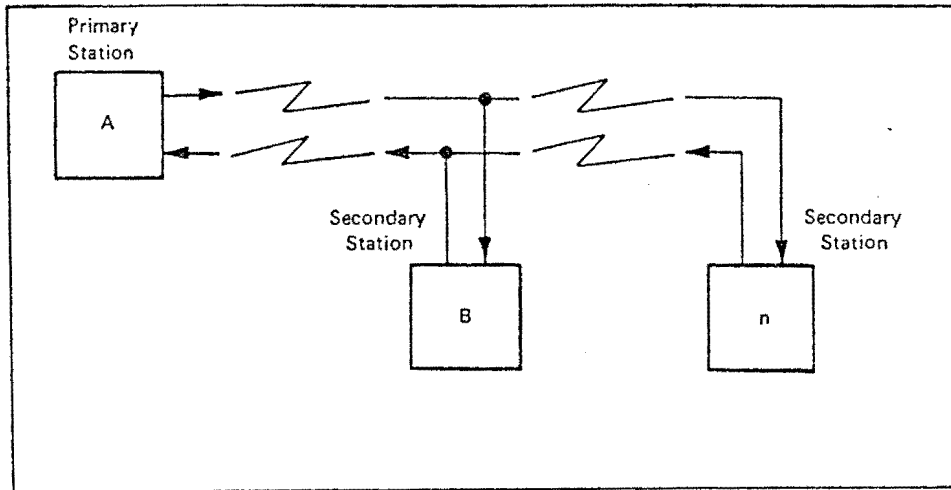 Primary
Station
A
Secondary
Station
Secondary
Station
B
n